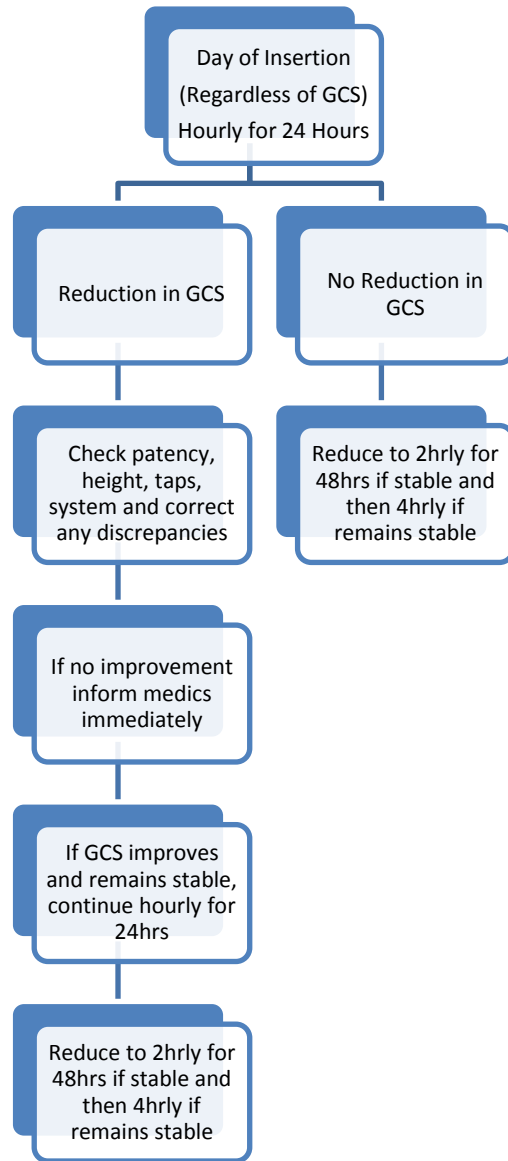 Day of Insertion
(Regardless of GCS)
Hourly for 24 Hours
Reduction in GCS
No Reduction in
GCS
Check patency,
height, taps,
system and correct
any discrepancies
Reduce to 2hrly for
48hrs if stable and
then 4hrly if
remains stable
If no improvement
inform medics
immediately
If GCS improves
and remains stable,
continue hourly for
24hrs
Reduce to 2hrly for
48hrs if stable and
then 4hrly if
remains stable